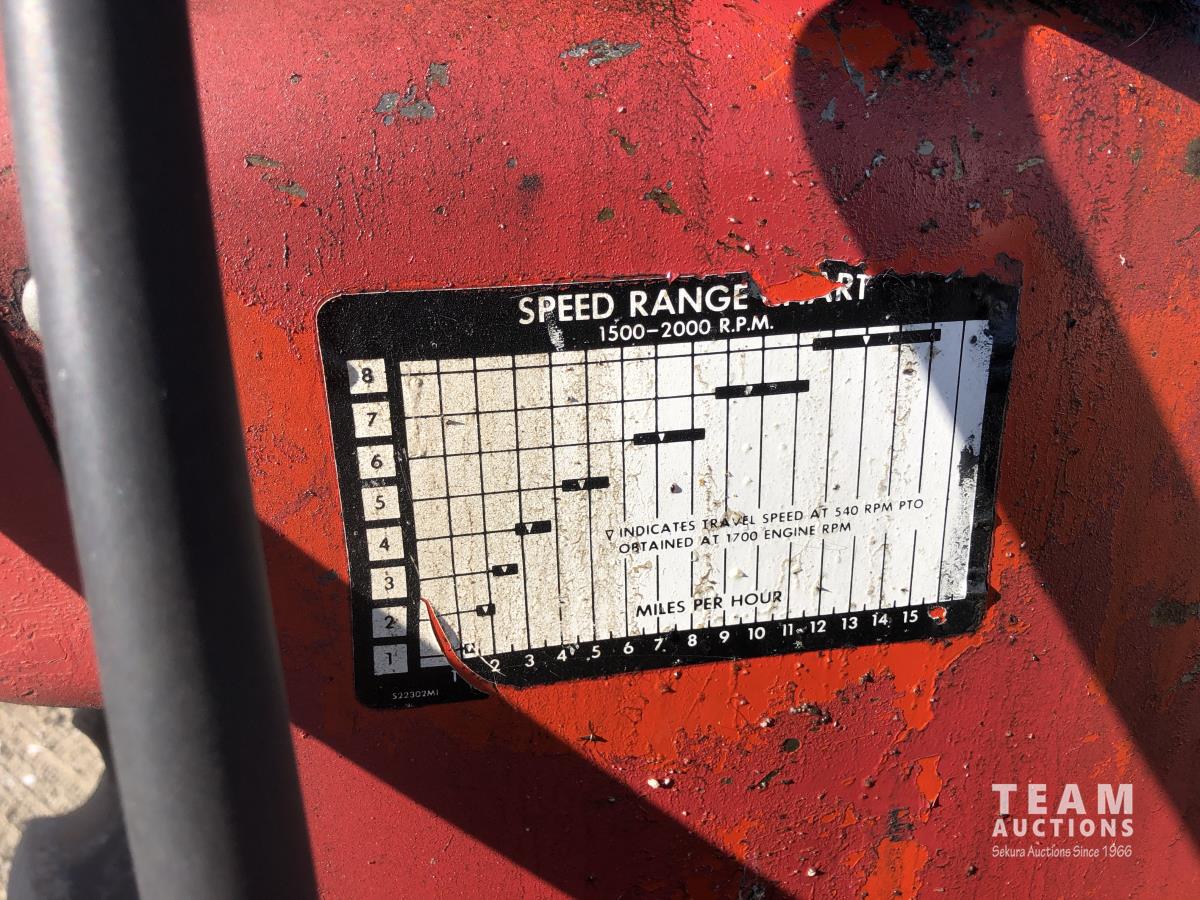 SPEED RANGE CHART
1500-2000 R.P.M.
8
7
6
5
4
3
2
1
▽ INDICATES TRAVEL SPEED AT 540 RPM PTO
OBTAINED AT 1700 ENGINE RPM
MILES PER HOUR
1 2 3 4 5 6 7 8 9 10 11 12 13 14 15
522302M1
TEAM
AUCTIONS
Sekura Auctions Since 1966